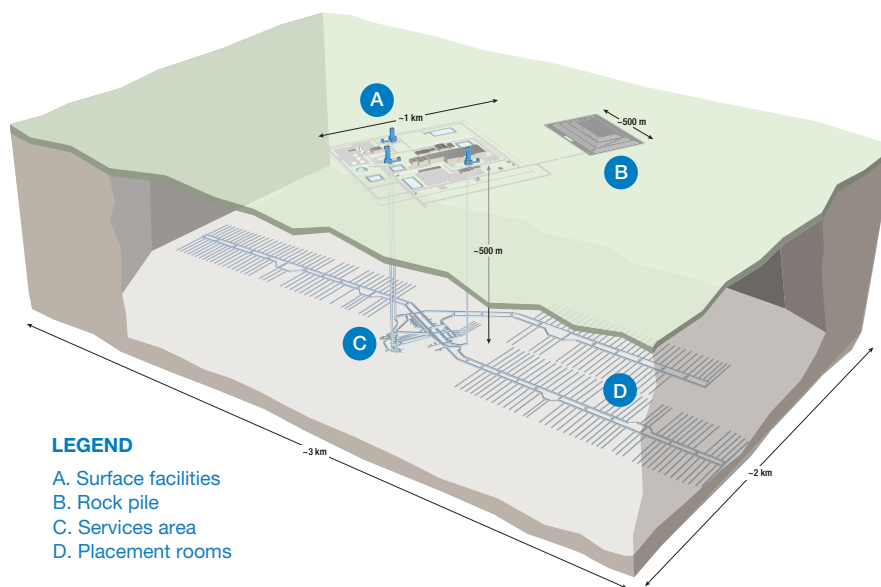 A
~1 km
~500 m
B
~500 m
C
D
LEGEND
A. Surface facilities
B. Rock pile
C. Services area
D. Placement rooms
~3 km
~2 km